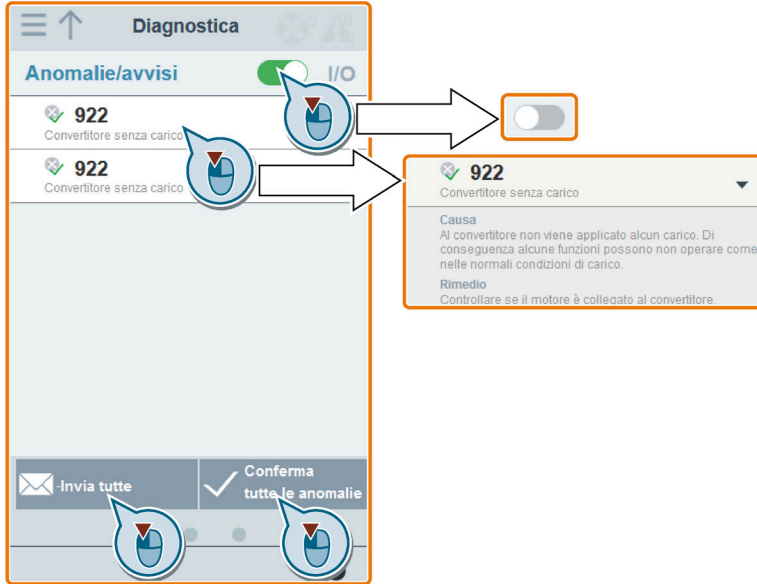 Diagnostica
Anomalie/avvisi I/O
922
Convertitore senza carico
922
Convertitore senza carico
-Invia tutte
Conferma
tutte le anomalie
922
Convertitore senza carico
Causa
Al convertitore non viene applicato alcun carico. Di
conseguenza alcune funzioni possono non operare come
nelle normali condizioni di carico.
Rimedio
Controllare se il motore è collegato al convertitore.